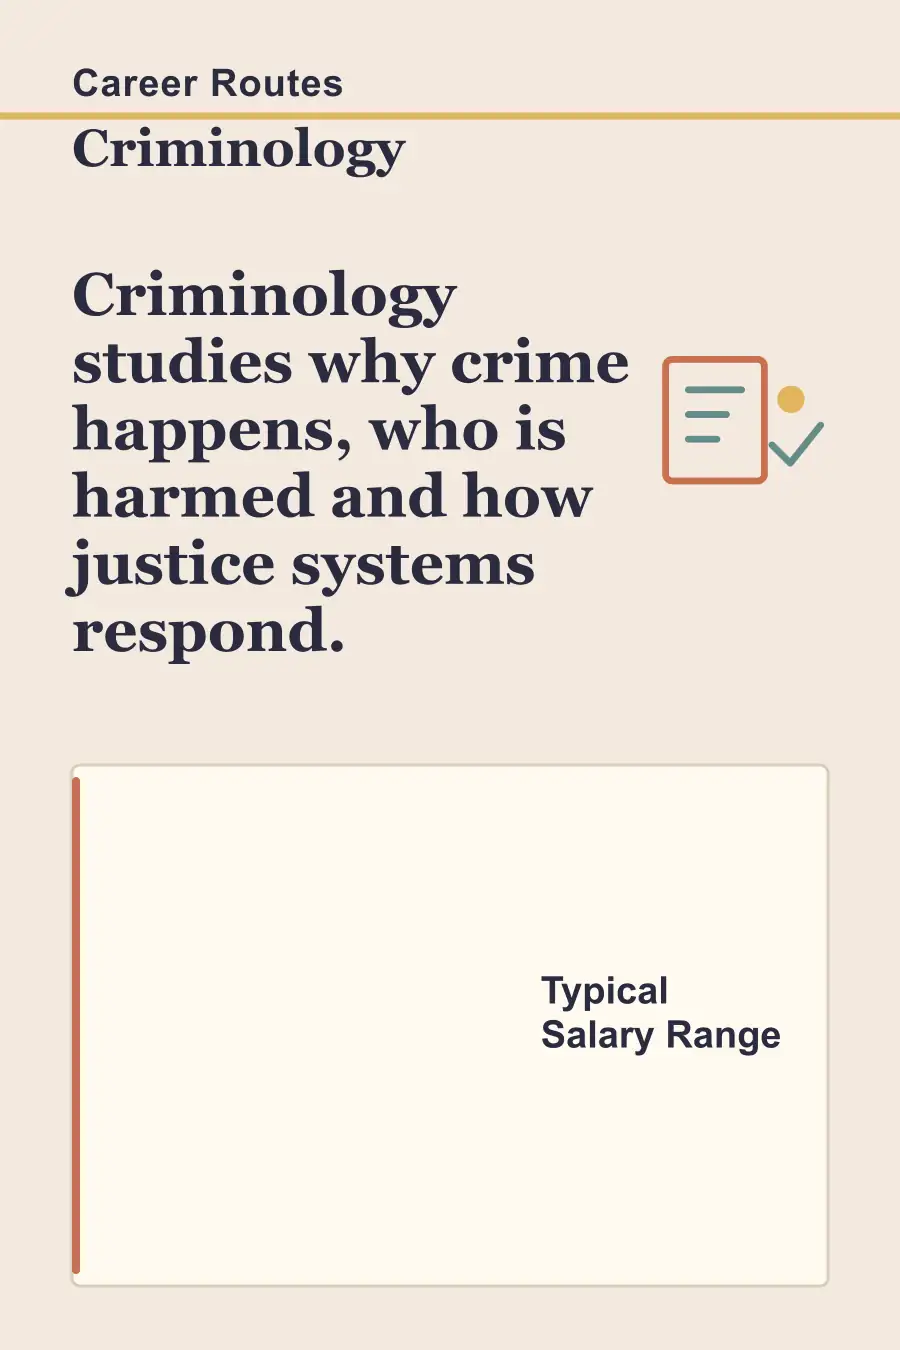 Career Routes
Criminology
Criminology
studies why crime
happens, who is
harmed and how
justice systems
respond.
Typical
Salary Range